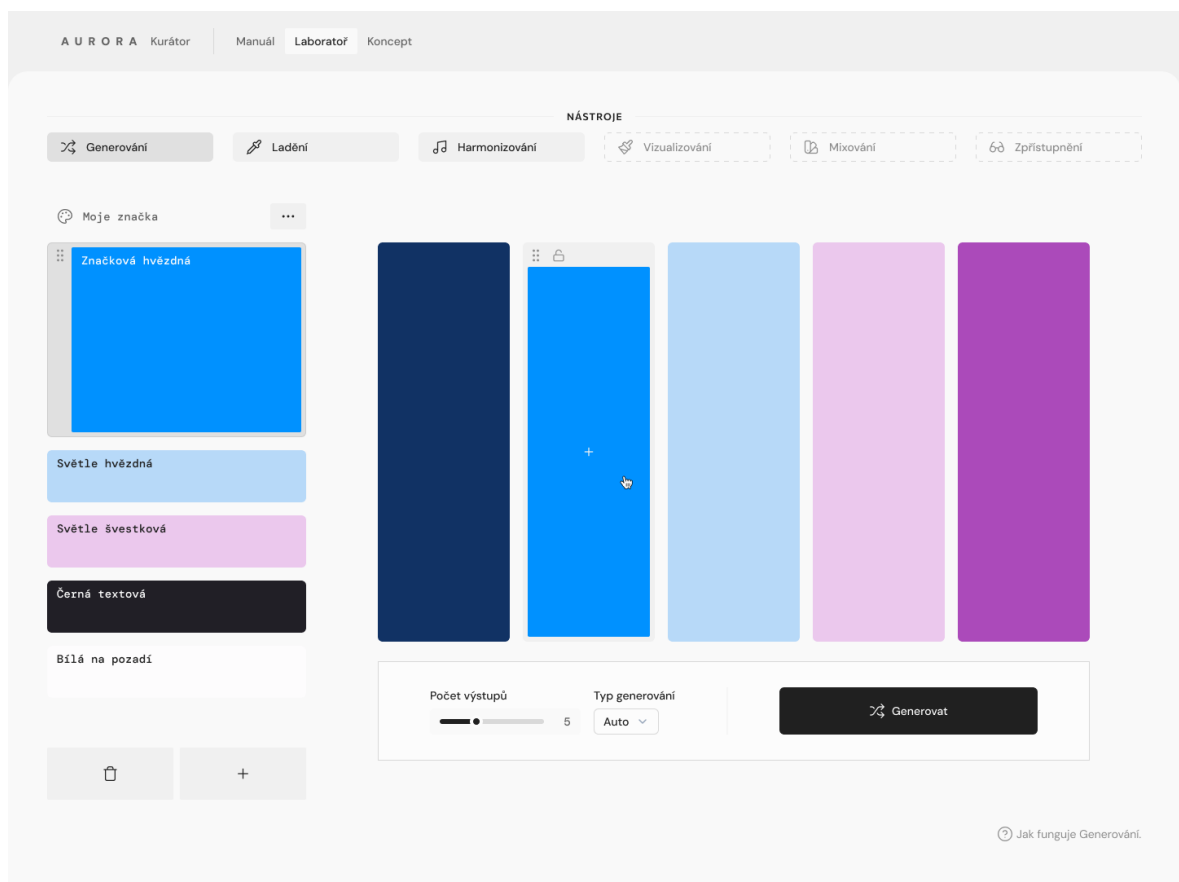 AURORA Kurátor Manuál Laboratoř Koncept
NÁSTROJE
Generování Ladění Harmonizování Vizualizování Mixování Zpřístupnění
Moje značka
Značková hvězdná
Světle hvězdná
Světle švestková
Černá textová
Bílá na pozadí
Počet výstupů Typ generování
5 Auto Generovat
Jak funguje Generování.